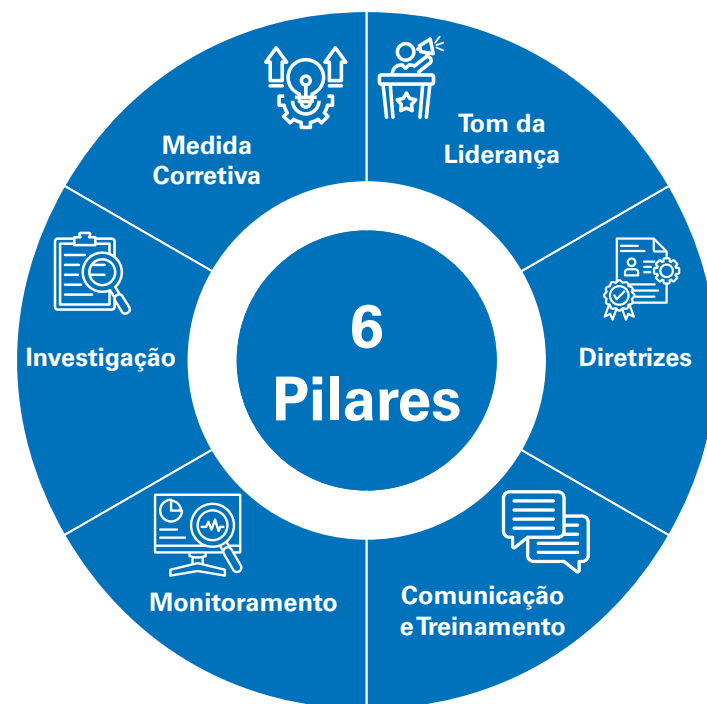 6
Pilares
Tom da
Liderança
Diretrizes
Comunicação
e Treinamento
Monitoramento
Investigação
Medida
Corretiva